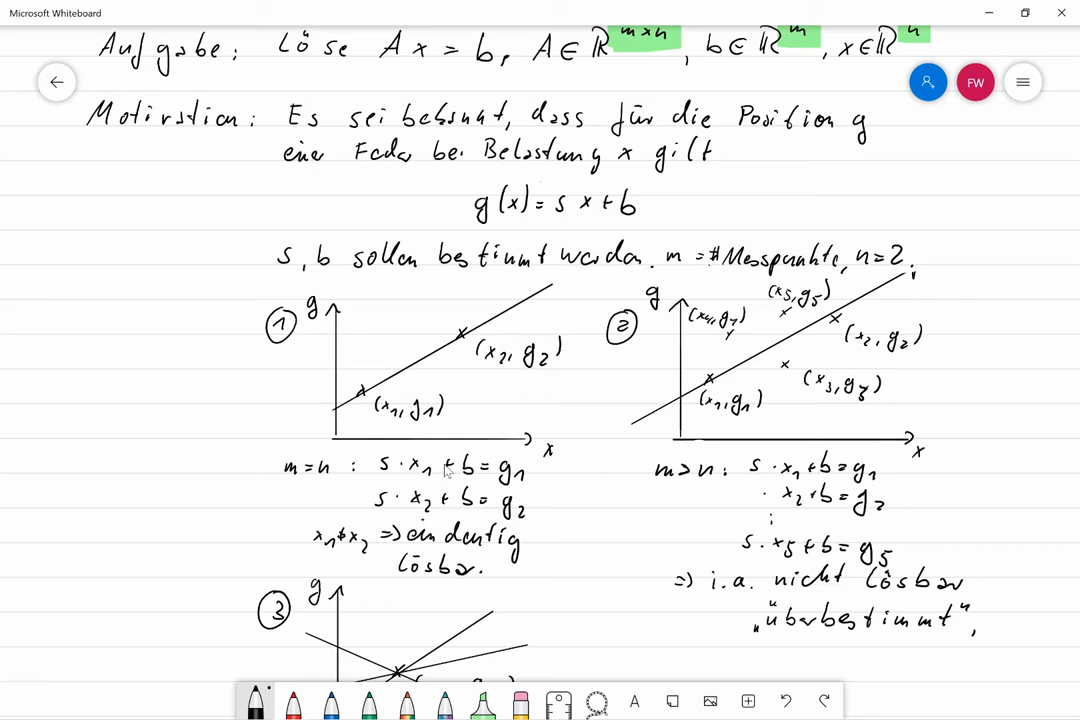 Microsoft Whiteboard
Aufgabe: Löse A x = b, A ∈ ℝ^{m×n}, b ∈ ℝ^m, x ∈ ℝ^n
FW
Motivation: Es sei bekannt, dass für die Position g
einer Feder bei Belastung x gilt
g(x) = s x + b
s, b sollen bestimmt werden. m = #Messpunkte, n = 2.
① g
(x2, g2)
(x1, g1)
x
m = n : s · x1 + b = g1
s · x2 + b = g2
x1 ≠ x2 => eindeutig
lösbar.
② g
(x4, g4)
(x5, g5)
(x2, g2)
(x3, g3)
(x1, g1)
x
m > n : s · x1 + b = g1
· x2 + b = g2
⋮
s · x5 + b = g5
=> i.a. nicht lösbar
„überbestimmt",
③ g
A